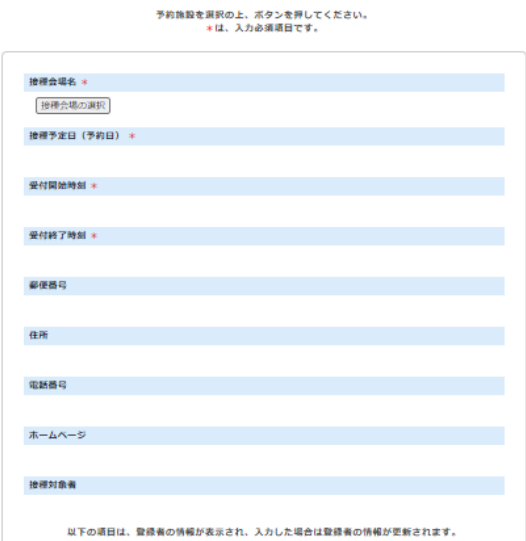 予約施設を選択の上、ボタンを押してください。
*は、入力必須項目です。
接種会場名 *
接種会場の選択
接種予定日（予約日） *
受付開始時刻 *
受付終了時刻 *
郵便番号
住所
電話番号
ホームページ
接種対象者
以下の項目は、登録者の情報が表示され、入力した場合は登録者の情報が更新されます。